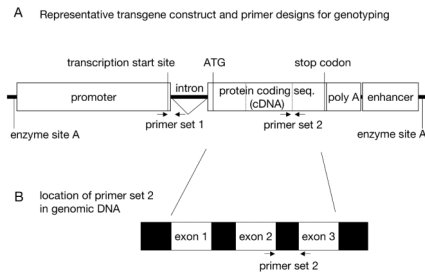 A Representative transgene construct and primer designs for genotyping
transcription start site
ATG
stop codon
intron
promoter
protein coding seq.
(cDNA)
poly A
enhancer
enzyme site A
primer set 1
primer set 2
enzyme site A
B location of primer set 2
in genomic DNA
exon 1
exon 2
exon 3
primer set 2